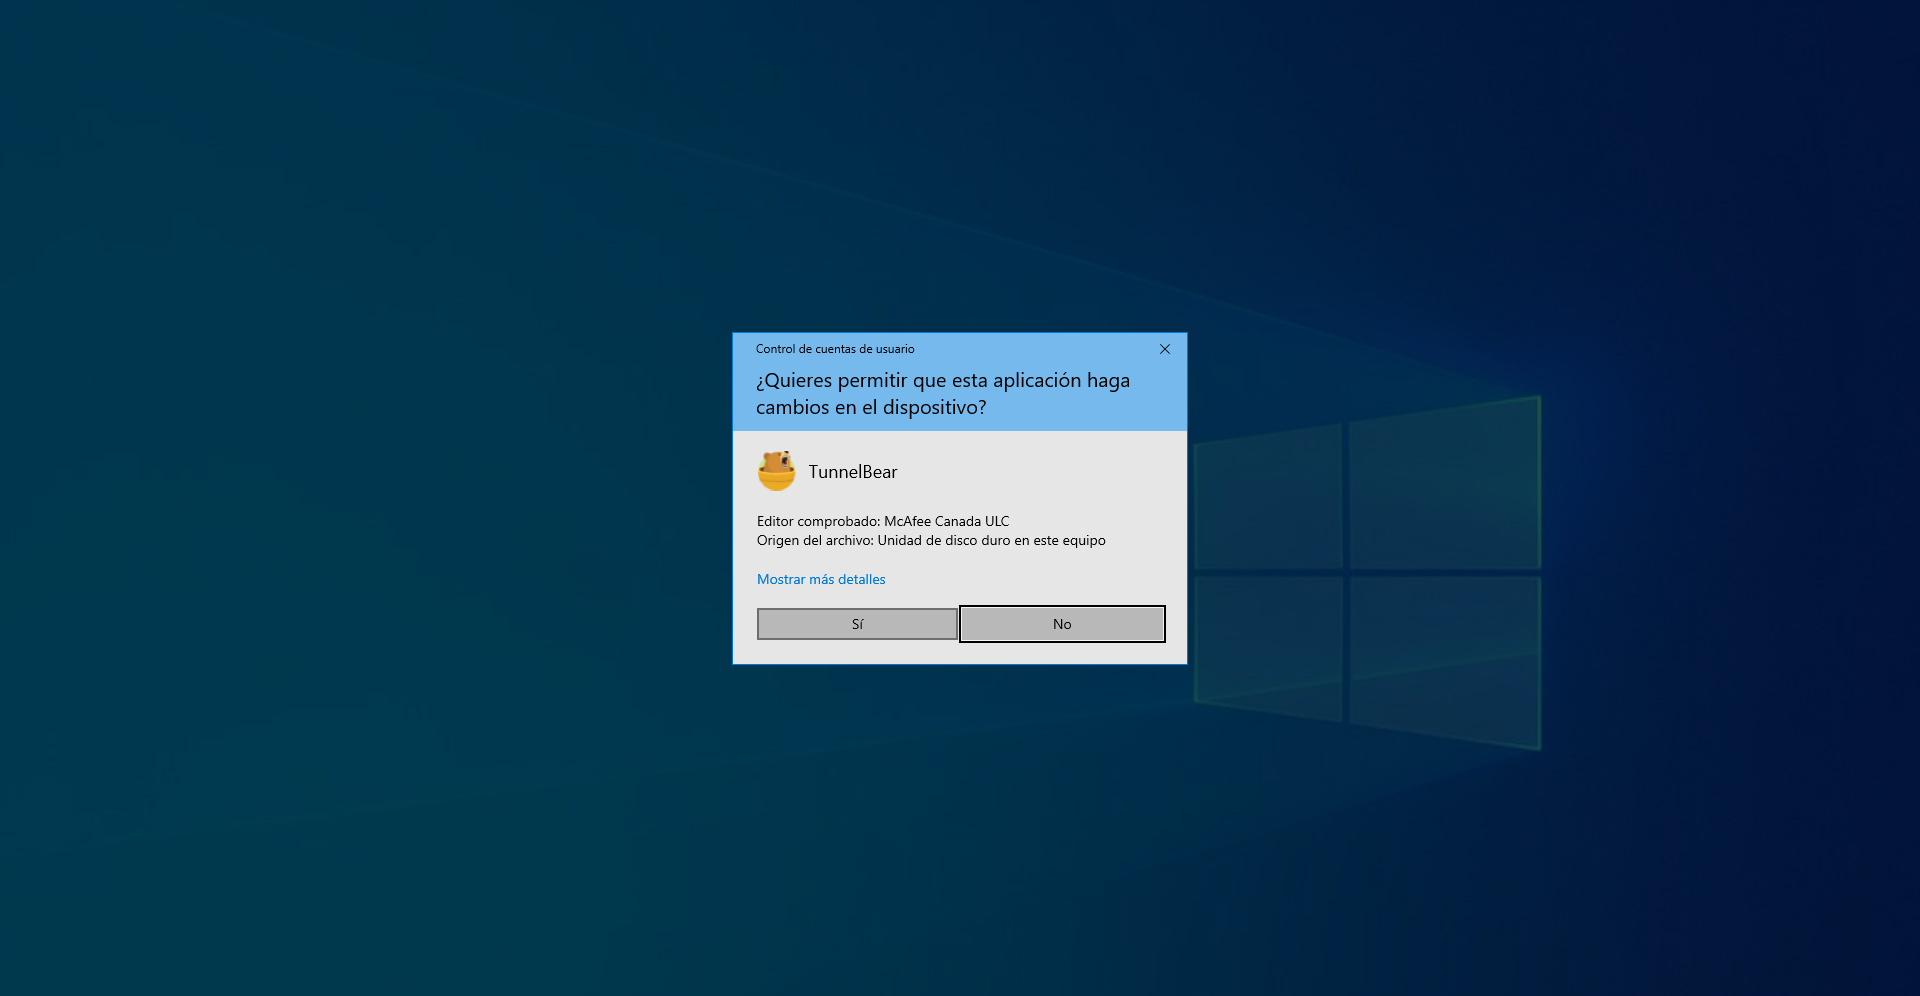 Control de cuentas de usuario
¿Quieres permitir que esta aplicación haga
cambios en el dispositivo?
TunnelBear
Editor comprobado: McAfee Canada ULC
Origen del archivo: Unidad de disco duro en este equipo
Mostrar más detalles
Sí
No